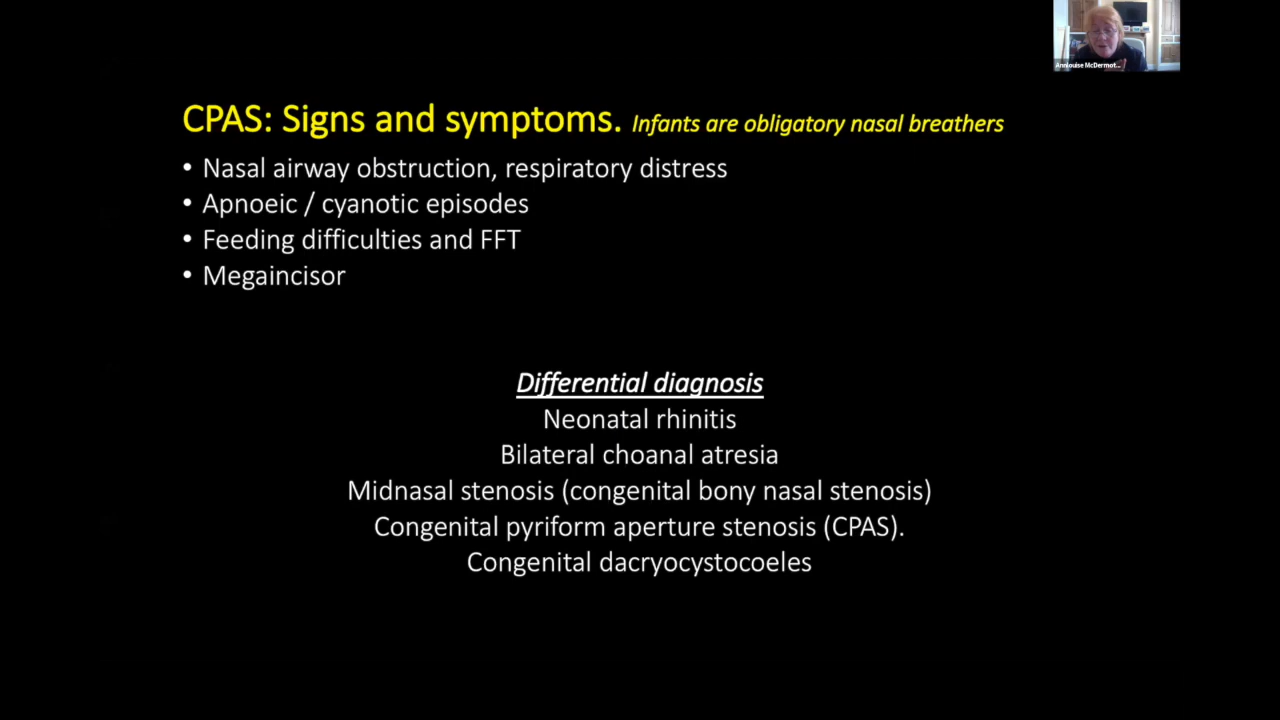 Annlouise McDermot...
CPAS: Signs and symptoms. Infants are obligatory nasal breathers
• Nasal airway obstruction, respiratory distress
• Apnoeic / cyanotic episodes
• Feeding difficulties and FFT
• Megaincisor
Differential diagnosis
Neonatal rhinitis
Bilateral choanal atresia
Midnasal stenosis (congenital bony nasal stenosis)
Congenital pyriform aperture stenosis (CPAS).
Congenital dacryocystocoeles